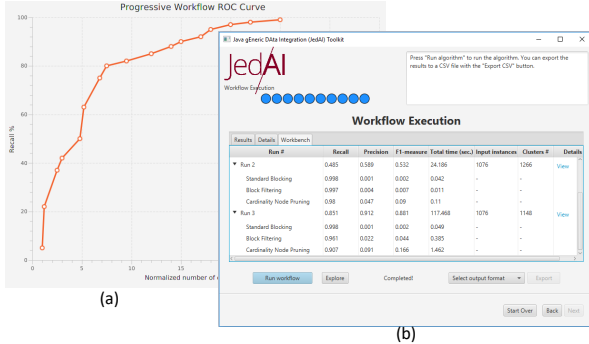 Progressive Workflow ROC Curve
100
80
60
40
20
0
Recall %
0
5
10
15
Normalized number of
(a)
Java gEneric DAta Integration (JedAI) Toolkit
JedAI
Workflow Execution
Press "Run algorithm" to run the algorithm. You can export the
results to a CSV file with the "Export CSV" button.
Workflow Execution
Results Details Workbench
Run # Recall Precision F1-measure Total time (sec.) Input instances Clusters # Details
Run 2 0.485 0.589 0.532 24.186 1076 1266 View
Standard Blocking 0.998 0.001 0.002 0.042 - -
Block Filtering 0.997 0.004 0.007 0.011 - -
Cardinality Node Pruning 0.98 0.047 0.09 0.11 - -
Run 3 0.851 0.912 0.881 117.468 1076 1148 View
Standard Blocking 0.998 0.001 0.002 0.049 - -
Block Filtering 0.961 0.022 0.044 0.385 - -
Cardinality Node Pruning 0.907 0.091 0.166 1.462 - -
Run workflow Explore Completed! Select output format Export
Start Over Back Next
(b)